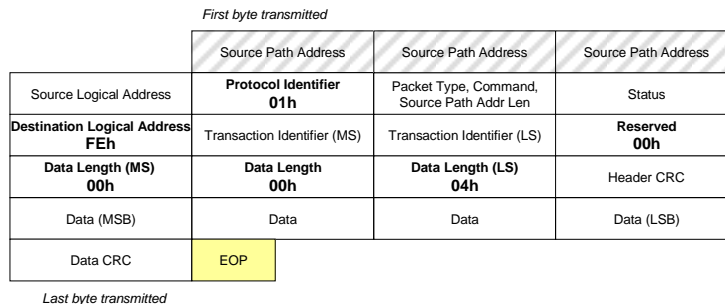 First byte transmitted
Source Path Address
Source Path Address
Source Path Address
Source Logical Address
Protocol Identifier
01h
Packet Type, Command,
Source Path Addr Len
Status
Destination Logical Address
FEh
Transaction Identifier (MS)
Transaction Identifier (LS)
Reserved
00h
Data Length (MS)
00h
Data Length
00h
Data Length (LS)
04h
Header CRC
Data (MSB)
Data
Data
Data (LSB)
Data CRC
EOP
Last byte transmitted